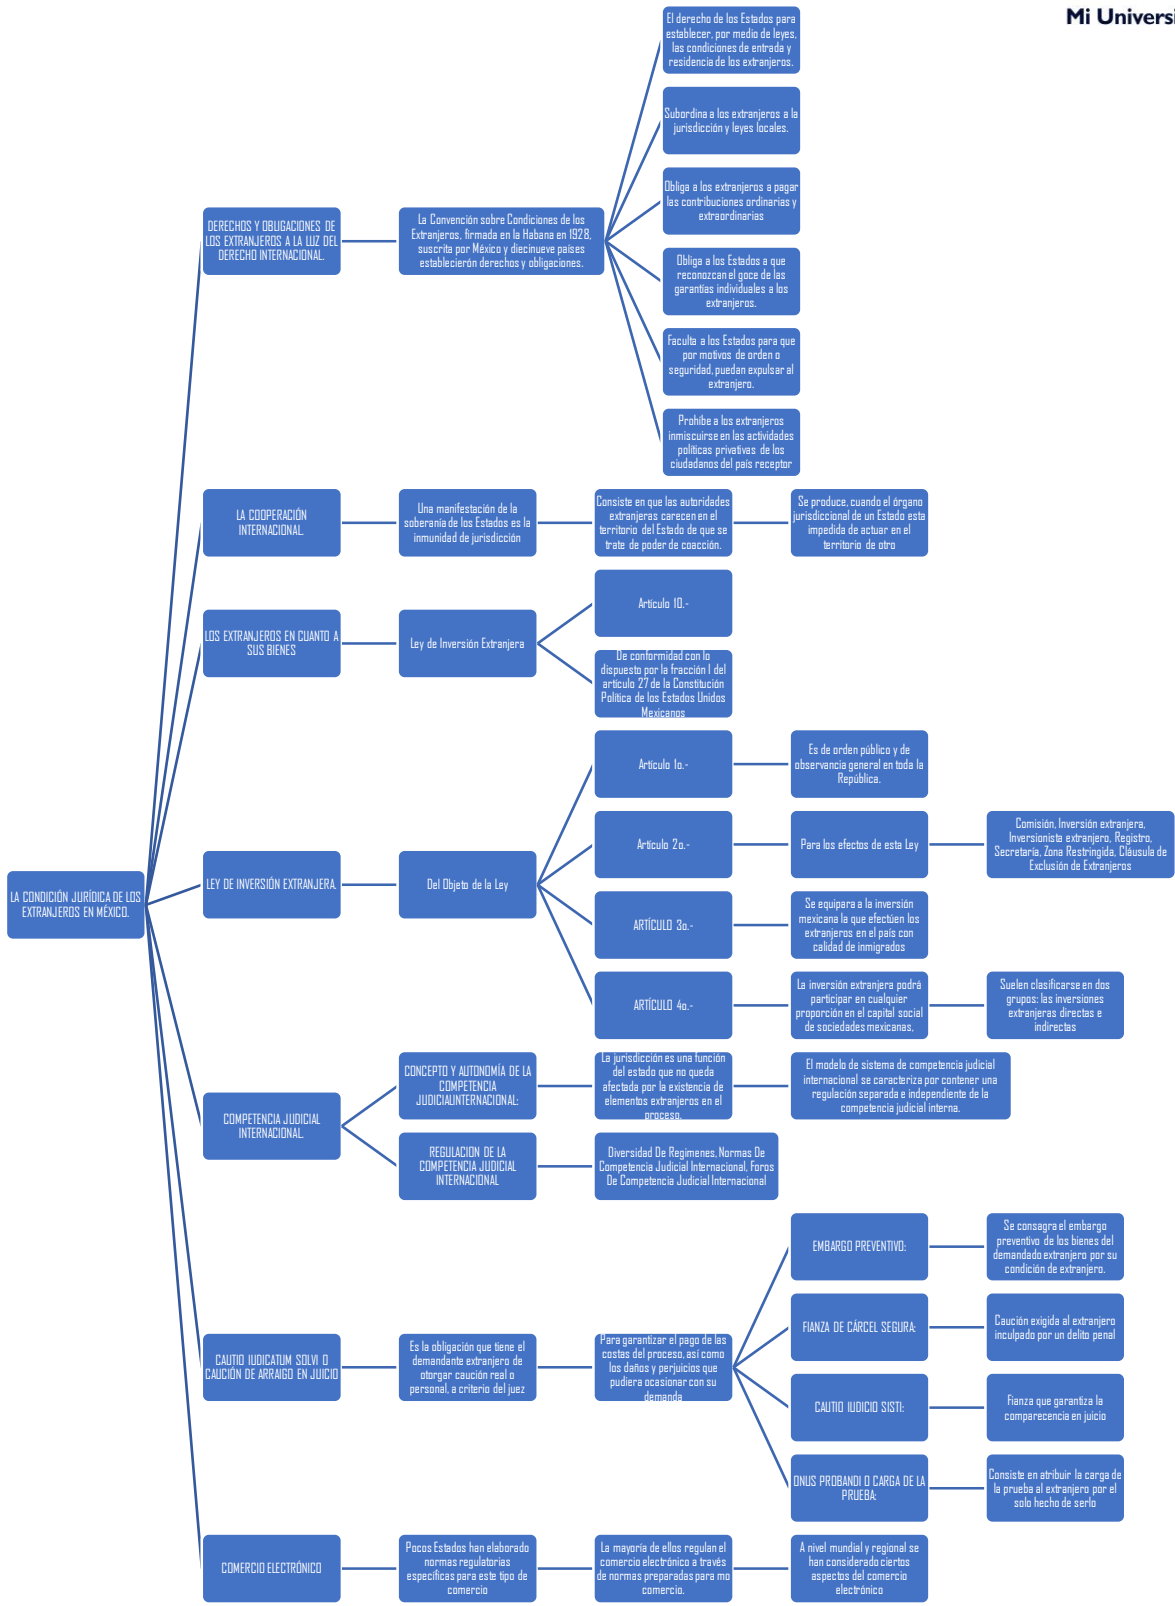 Mi Universi
El derecho de los Estados para
establecer, por medio de leyes,
las condiciones de entrada y
residencia de los extranjeros.
Subordina a los extranjeros a la
jurisdicción y leyes locales.
Obliga a los extranjeros a pagar
las contribuciones ordinarias y
extraordinarias
DERECHOS Y OBLIGACIONES DE
LOS EXTRANJEROS A LA LUZ DEL
DERECHO INTERNACIONAL.
La Convención sobre Condiciones de los
Extranjeros, firmada en la Habana en 1928,
suscrita por México y diecinueve países
establecierón derechos y obligaciones.
Obliga a los Estados a que
reconozcan el goce de las
garantías individuales a los
extranjeros.
Faculta a los Estados para que
por motivos de orden o
seguridad, puedan expulsar al
extranjero.
Prohíbe a los extranjeros
inmiscuirse en las actividades
políticas privativas de los
ciudadanos del país receptor
LA COOPERACIÓN
INTERNACIONAL.
Una manifestación de la
soberanía de los Estados es la
inmunidad de jurisdicción
Consiste en que las autoridades
extranjeras carecen en el
territorio del Estado de que se
trate de poder de coacción.
Se produce, cuando el órgano
jurisdiccional de un Estado esta
impedida de actuar en el
territorio de otro
LOS EXTRANJEROS EN CUANTO A
SUS BIENES
Ley de Inversión Extranjera
Artículo 10.-
De conformidad con lo
dispuesto por la fracción I del
artículo 27 de la Constitución
Política de los Estados Unidos
Mexicanos
LA CONDICIÓN JURÍDICA DE LOS
EXTRANJEROS EN MÉXICO.
LEY DE INVERSIÓN EXTRANJERA.
Del Objeto de la Ley
Artículo 1o.-
Es de orden público y de
observancia general en toda la
República.
Artículo 2o.-
Para los efectos de esta Ley
Comisión, Inversión extranjera,
Inversionista extranjero, Registro,
Secretaría, Zona Restringida, Cláusula de
Exclusión de Extranjeros
ARTÍCULO 3o.-
Se equipara a la inversión
mexicana la que efectúen los
extranjeros en el país con
calidad de inmigrados
ARTÍCULO 4o.-
La inversión extranjera podrá
participar en cualquier
proporción en el capital social
de sociedades mexicanas,
Suelen clasificarse en dos
grupos: las inversiones
extranjeras directas e
indirectas
COMPETENCIA JUDICIAL
INTERNACIONAL.
CONCEPTO Y AUTONOMÍA DE LA
COMPETENCIA
JUDICIALINTERNACIONAL:
La jurisdicción es una función
del estado que no queda
afectada por la existencia de
elementos extranjeros en el
proceso.
El modelo de sistema de competencia judicial
internacional se caracteriza por contener una
regulación separada e independiente de la
competencia judicial interna.
REGULACION DE LA
COMPETENCIA JUDICIAL
INTERNACIONAL
Diversidad De Regimenes, Normas De
Competencia Judicial Internacional, Foros
De Competencia Judicial Internacional
CAUTIO IUDICATUM SOLVI O
CAUCIÓN DE ARRAIGO EN JUICIO
Es la obligación que tiene el
demandante extranjero de
otorgar caución real o
personal, a criterio del juez
Para garantizar el pago de las
costas del proceso, así como
los daños y perjuicios que
pudiera ocasionar con su
demanda
EMBARGO PREVENTIVO:
Se consagra el embargo
preventivo de los bienes del
demandado extranjero por su
condición de extranjero.
FIANZA DE CÁRCEL SEGURA:
Caución exigida al extranjero
inculpado por un delito penal
CAUTIO IUDICIO SISTI:
Fianza que garantiza la
comparecencia en juicio
ONUS PROBANDI O CARGA DE LA
PRUEBA:
Consiste en atribuir la carga de
la prueba al extranjero por el
solo hecho de serlo
COMERCIO ELECTRÓNICO
Pocos Estados han elaborado
normas regulatorias
específicas para este tipo de
comercio
La mayoría de ellos regulan el
comercio electrónico a través
de normas preparadas para mo
comercio.
A nivel mundial y regional se
han considerado ciertos
aspectos del comercio
electrónico